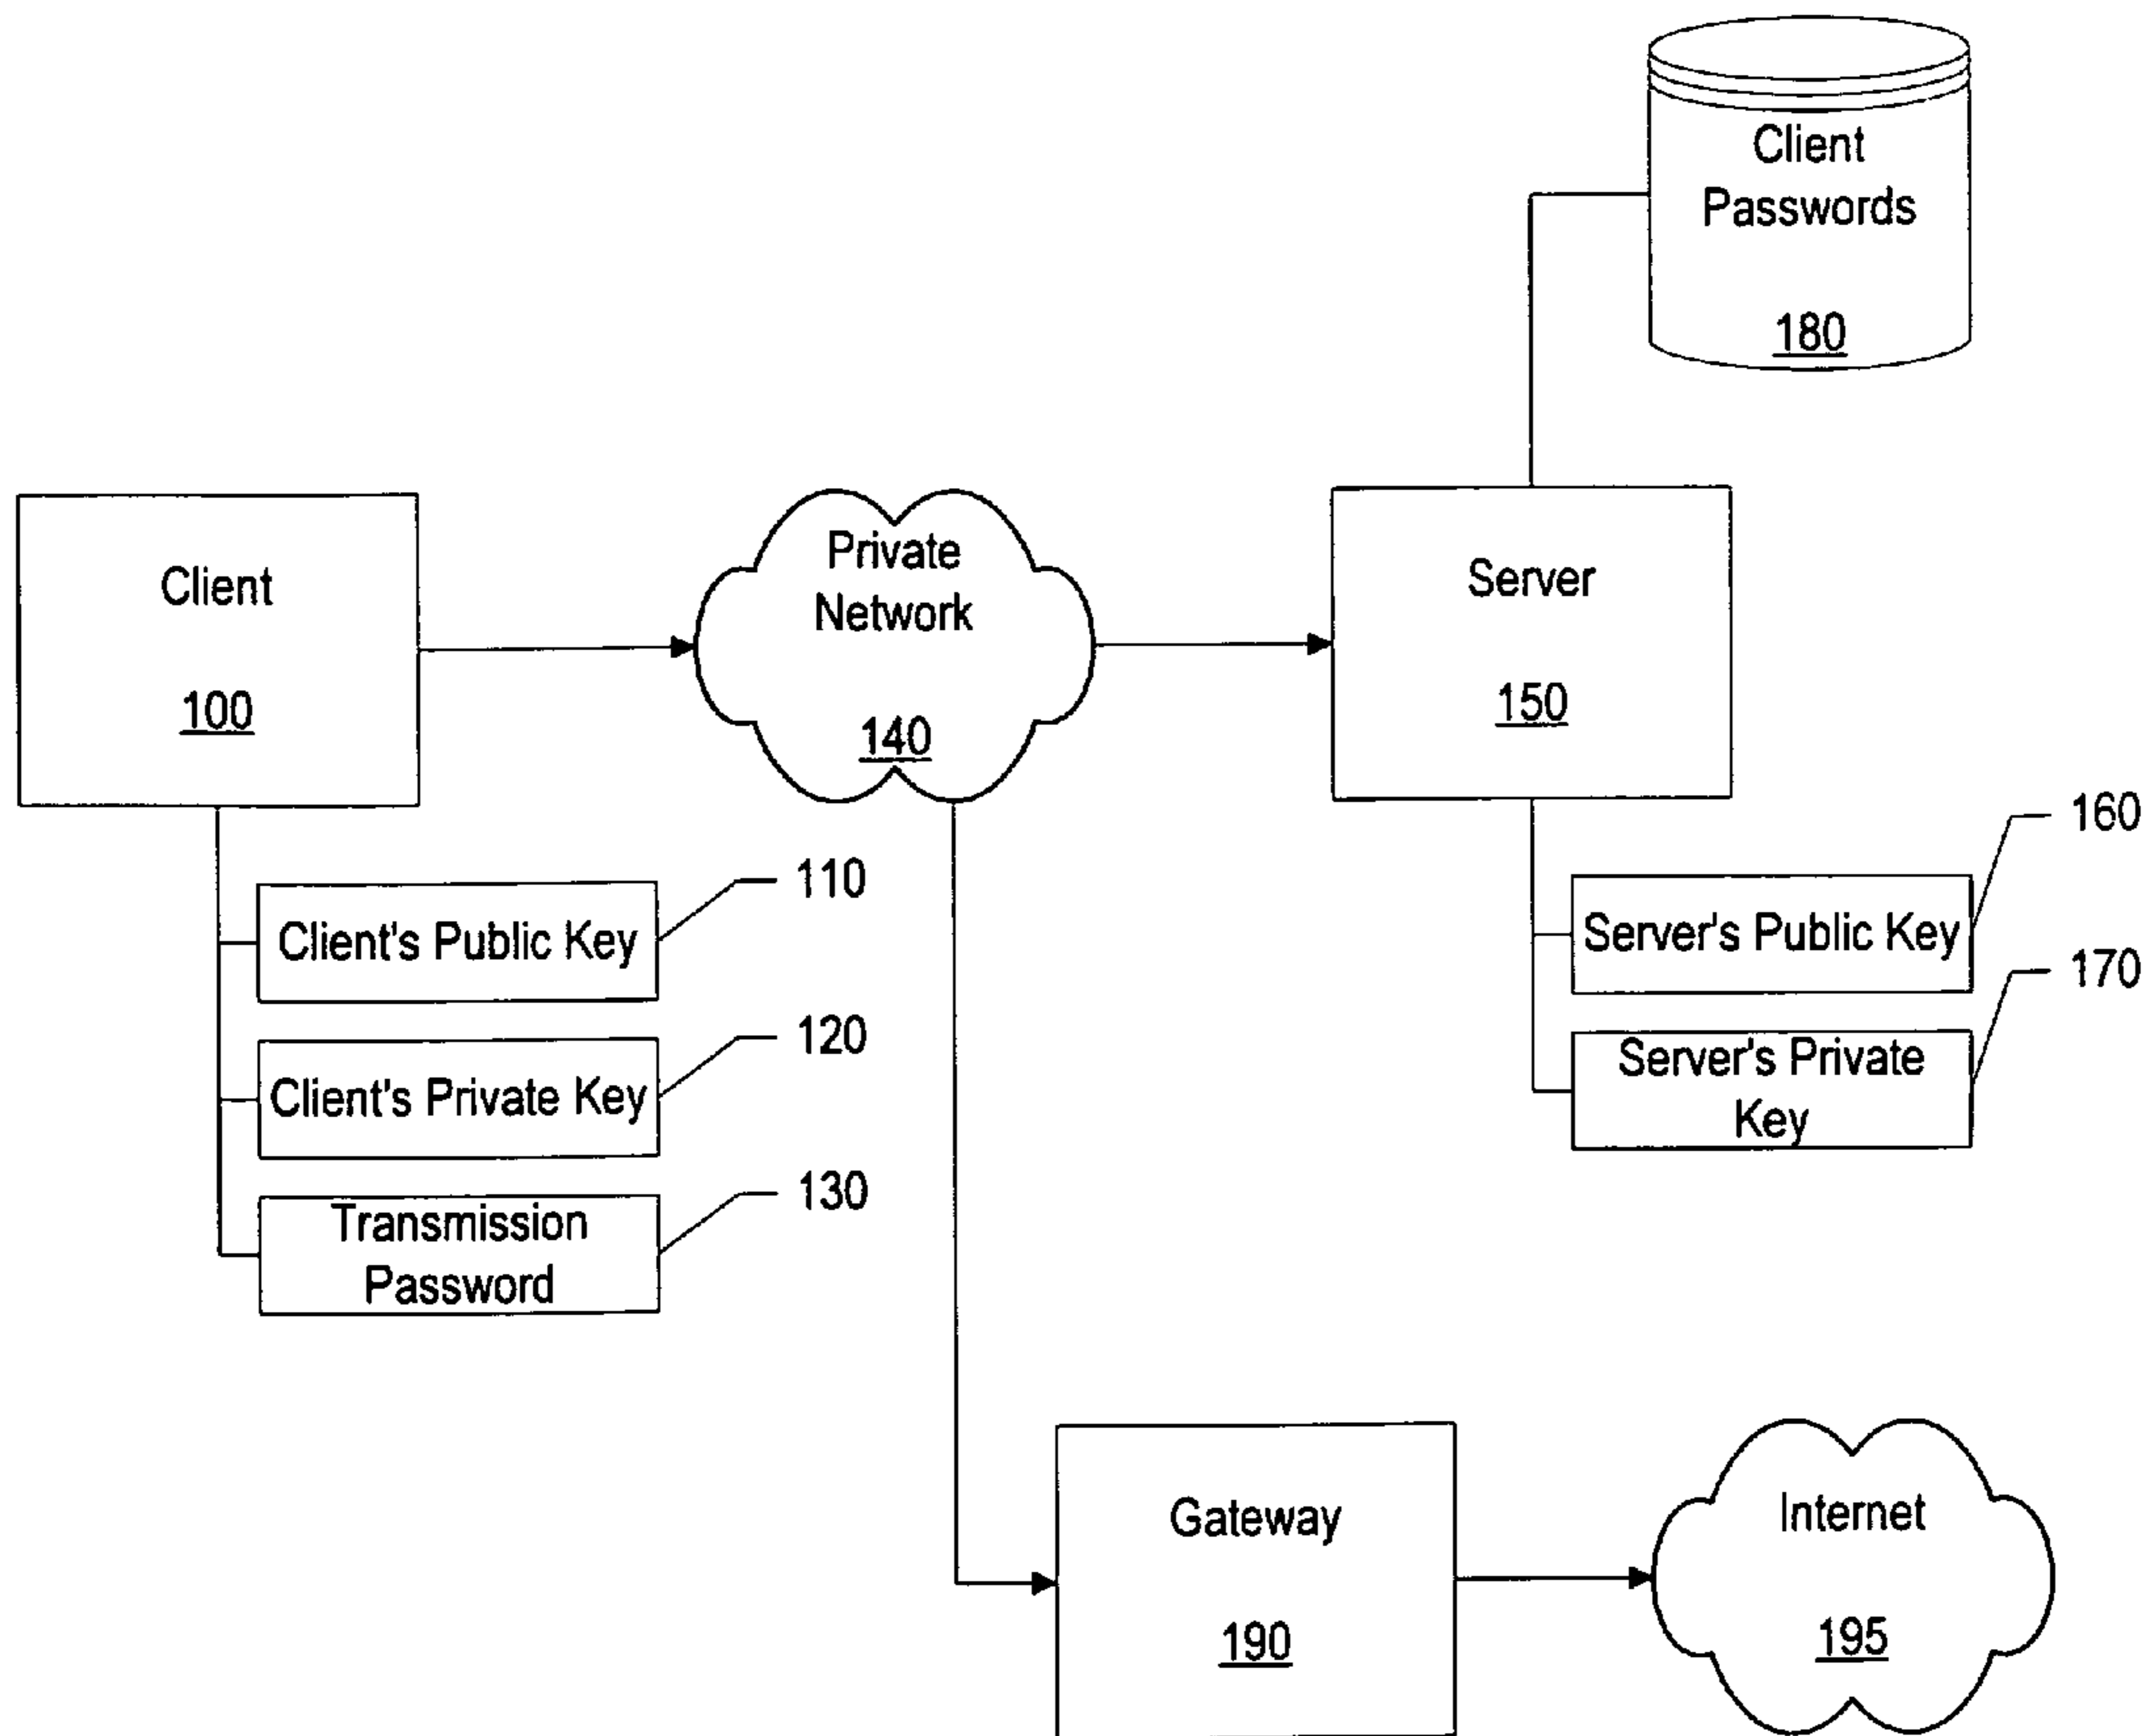 Client
Passwords
180
Client
100
Private
Network
140
Server
150
110
Client's Public Key
120
Client's Private Key
130
Transmission
Password
160
Server's Public Key
170
Server's Private
Key
Gateway
190
Internet
195